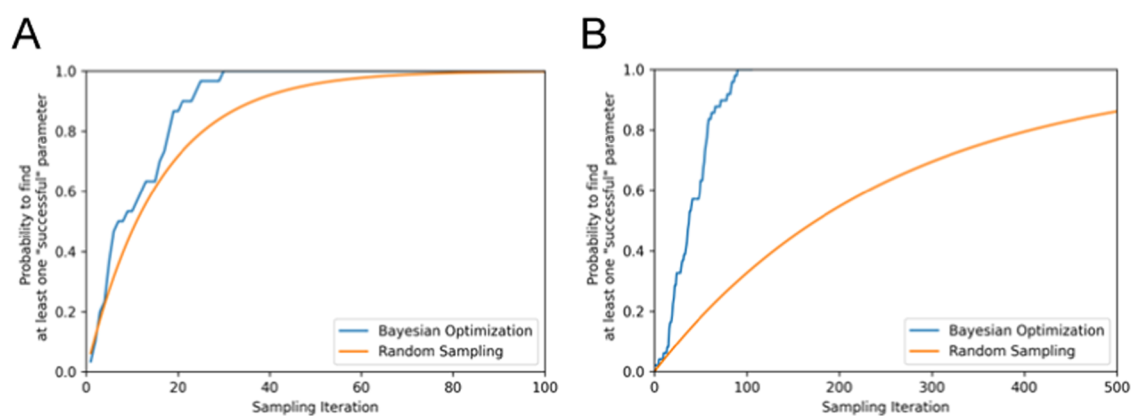 A
Probability to find
at least one "successful" parameter
1.0
0.8
0.6
0.4
0.2
0.0
0
20
40
60
80
100
Sampling Iteration
Bayesian Optimization
Random Sampling
B
Probability to find
at least one "successful" parameter
1.0
0.8
0.6
0.4
0.2
0.0
0
100
200
300
400
500
Sampling Iteration
Bayesian Optimization
Random Sampling